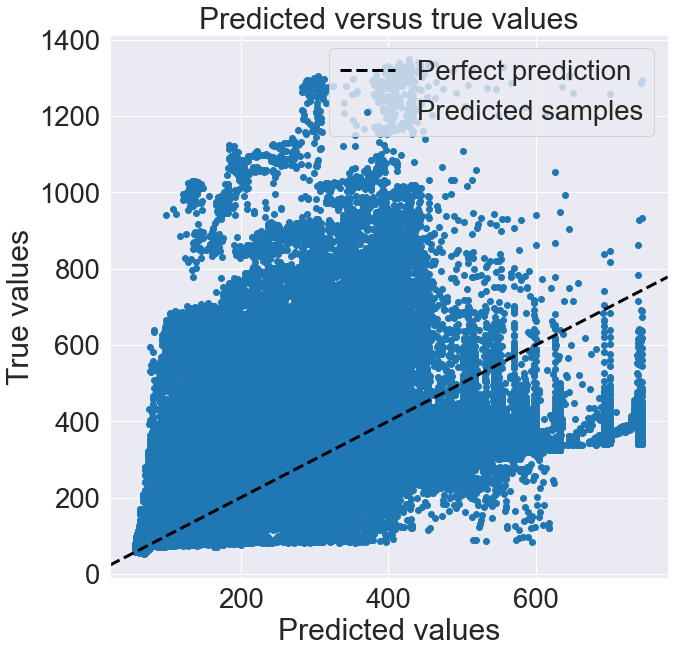 Predicted versus true values
Perfect prediction
Predicted samples
1400
1200
1000
800
600
400
200
0
True values
200 400 600
Predicted values